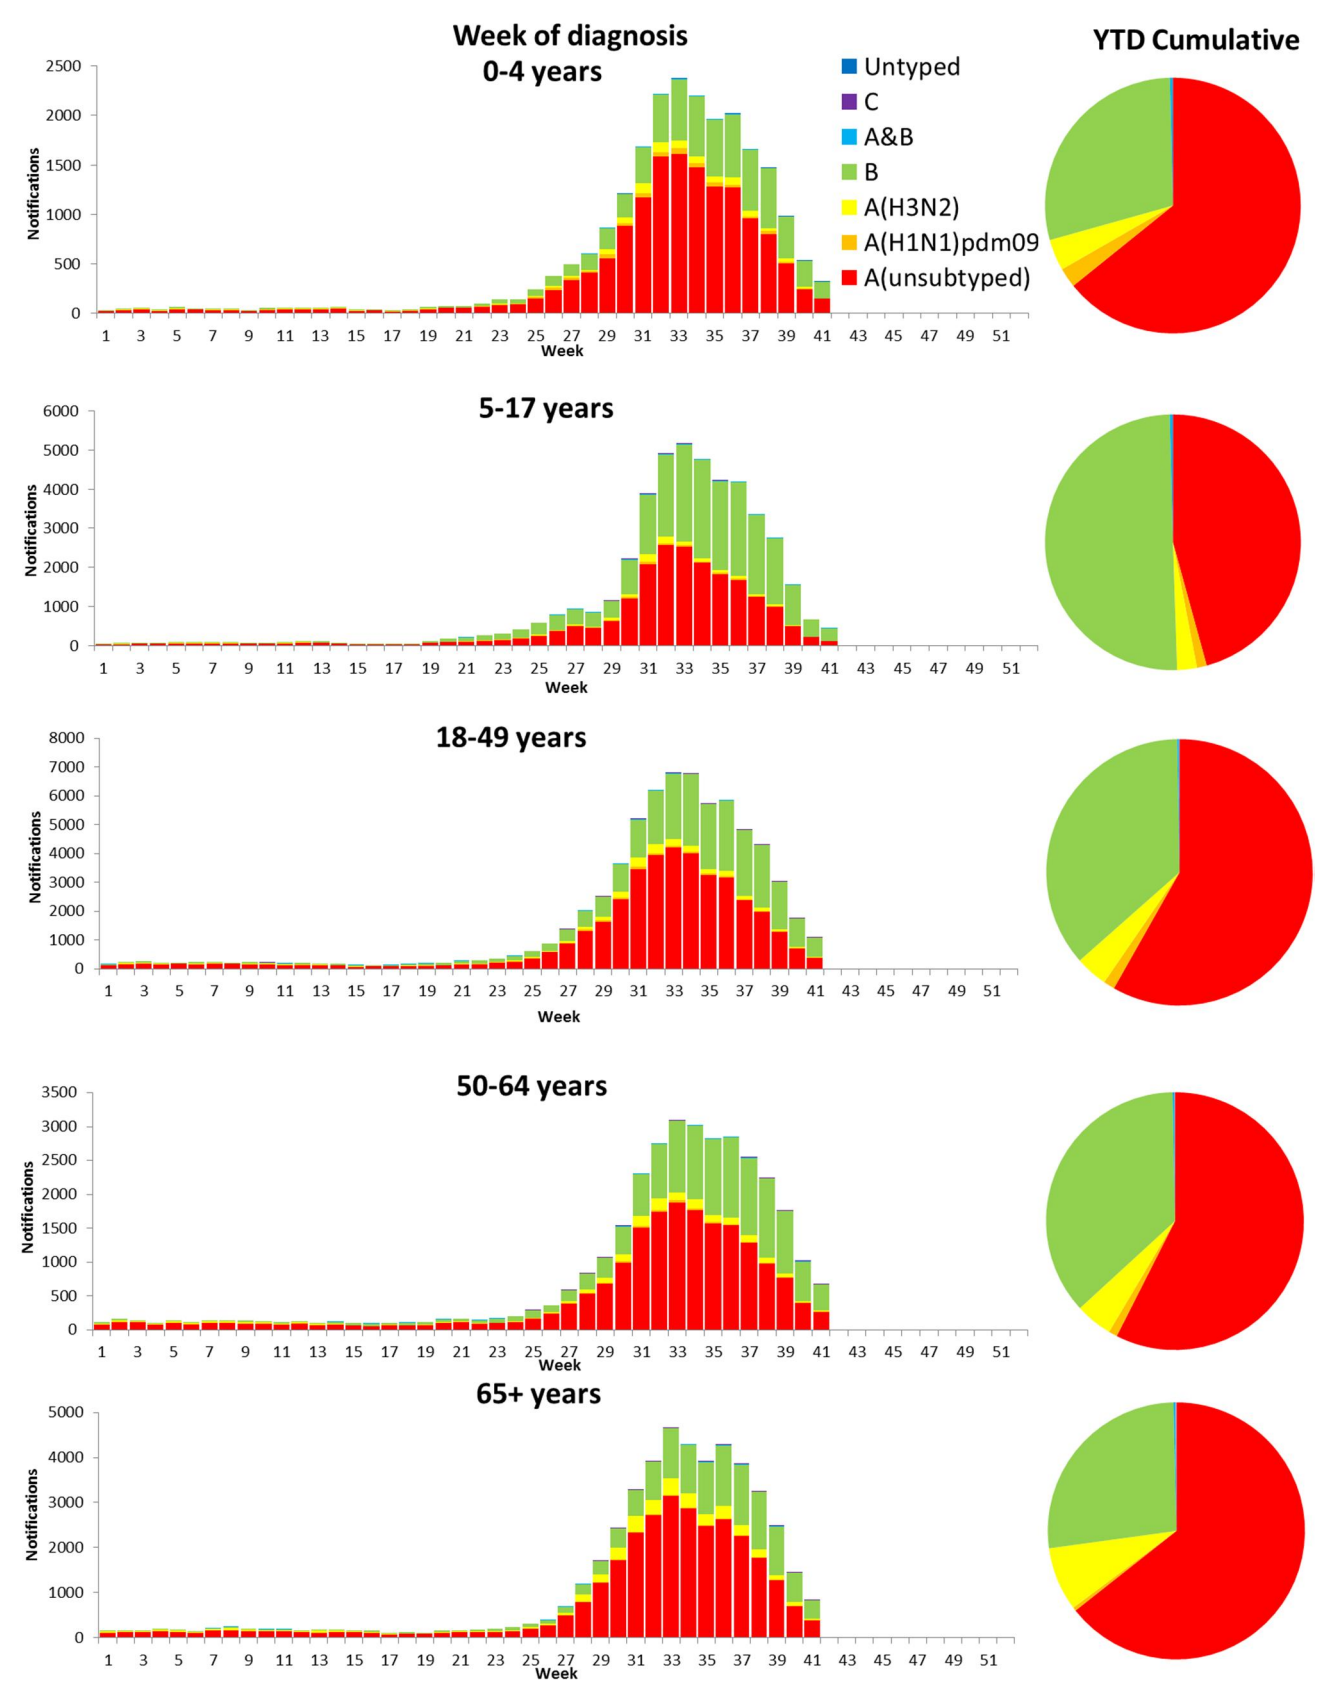 Week of diagnosis
YTD Cumulative
0-4 years
Untyped
C
A&B
B
A(H3N2)
A(H1N1)pdm09
A(unsubtyped)
Notifications
2500
2000
1500
1000
500
0
1 3 5 7 9 11 13 15 17 19 21 23 25 27 29 31 33 35 37 39 41 43 45 47 49 51
Week
5-17 years
Notifications
6000
5000
4000
3000
2000
1000
0
1 3 5 7 9 11 13 15 17 19 21 23 25 27 29 31 33 35 37 39 41 43 45 47 49 51
Week
18-49 years
Notifications
8000
7000
6000
5000
4000
3000
2000
1000
0
1 3 5 7 9 11 13 15 17 19 21 23 25 27 29 31 33 35 37 39 41 43 45 47 49 51
Week
50-64 years
Notifications
3500
3000
2500
2000
1500
1000
500
0
1 3 5 7 9 11 13 15 17 19 21 23 25 27 29 31 33 35 37 39 41 43 45 47 49 51
Week
65+ years
Notifications
5000
4000
3000
2000
1000
0
1 3 5 7 9 11 13 15 17 19 21 23 25 27 29 31 33 35 37 39 41 43 45 47 49 51
Week